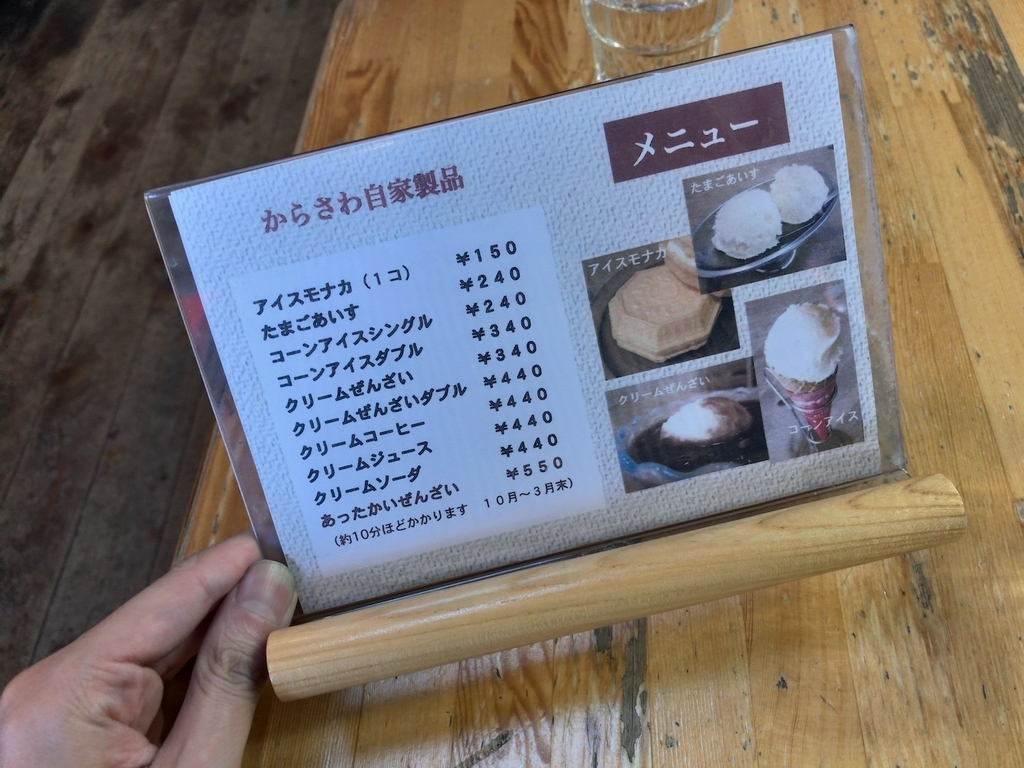 メニュー
からさわ自家製品
アイスモナカ（１コ） ￥１５０
たまごあいす ￥２４０
コーンアイスシングル ￥２４０
コーンアイスダブル ￥３４０
クリームぜんざい ￥３４０
クリームぜんざいダブル ￥４４０
クリームコーヒー ￥４４０
クリームジュース ￥４４０
クリームソーダ ￥４４０
あったかいぜんざい ￥５５０
（約10分ほどかかります １０月〜３月末）
たまごあいす
アイスモナカ
クリームぜんざい
コーンアイス